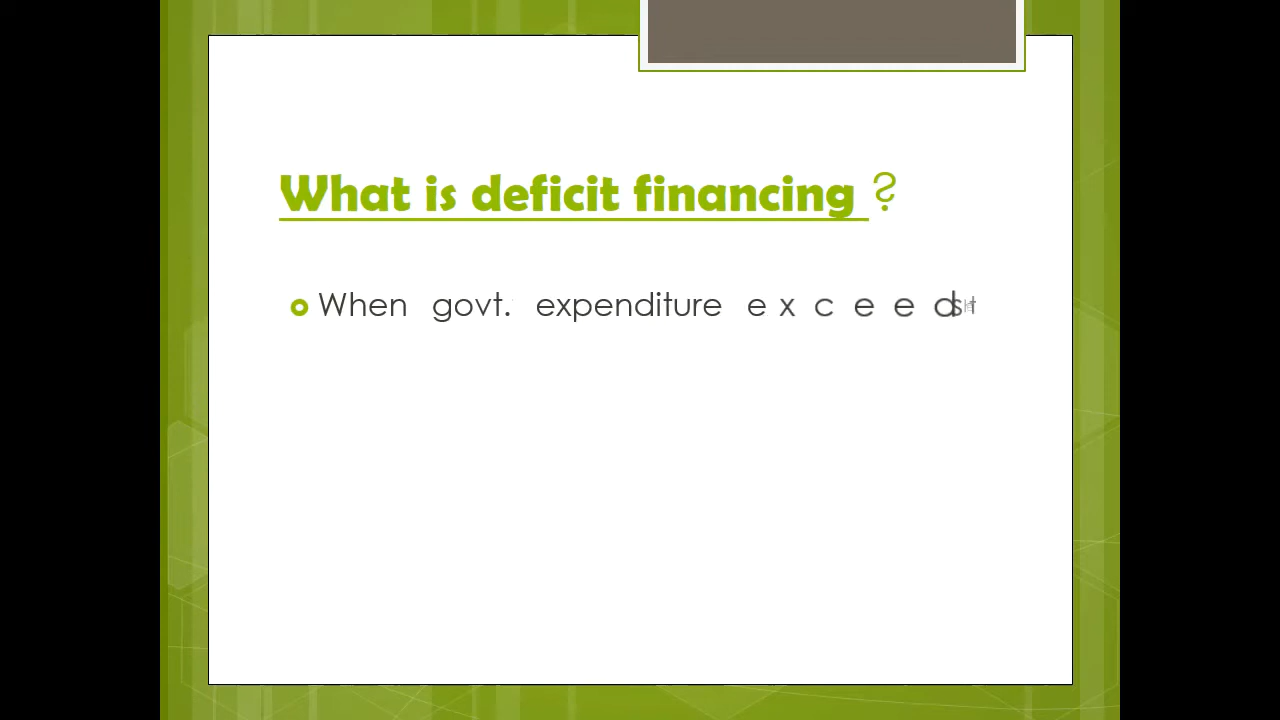 What is deficit financing ?
When govt. expenditure exceeds